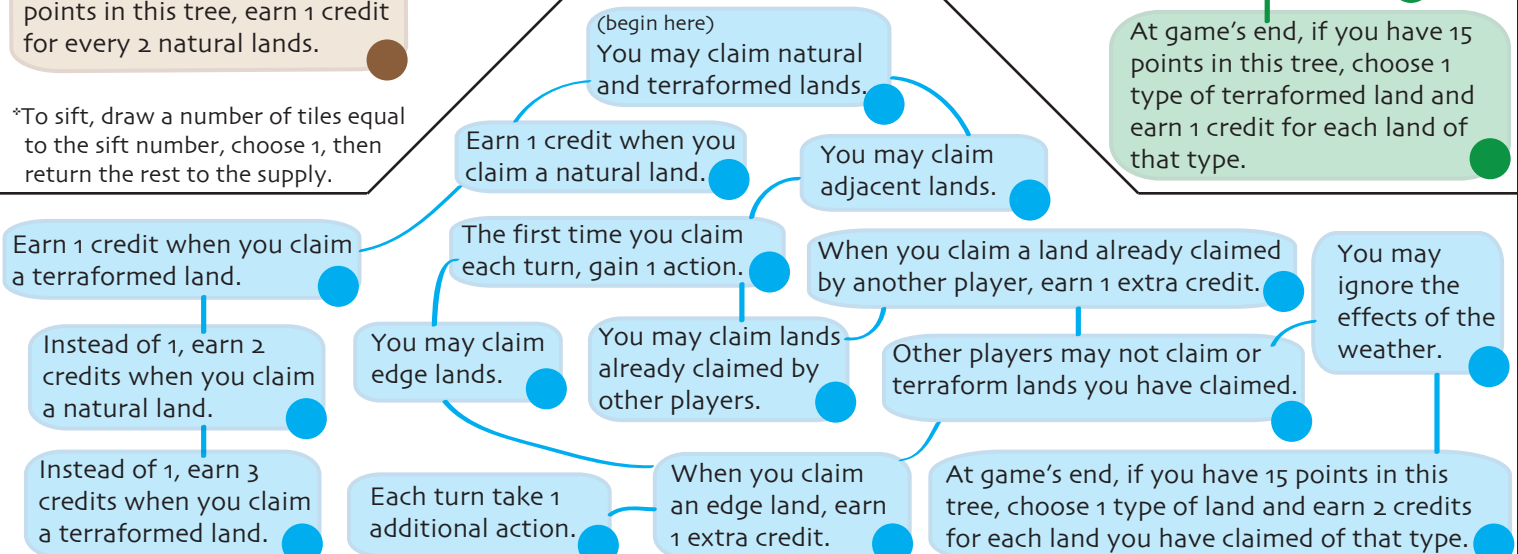 points in this tree, earn 1 credit
for every 2 natural lands.
*To sift, draw a number of tiles equal
to the sift number, choose 1, then
return the rest to the supply.
(begin here)
You may claim natural
and terraformed lands.
At game's end, if you have 15
points in this tree, choose 1
type of terraformed land and
earn 1 credit for each land of
that type.
Earn 1 credit when you
claim a natural land.
You may claim
adjacent lands.
Earn 1 credit when you claim
a terraformed land.
The first time you claim
each turn, gain 1 action.
When you claim a land already claimed
by another player, earn 1 extra credit.
You may
ignore the
effects of the
weather.
Instead of 1, earn 2
credits when you claim
a natural land.
You may claim
edge lands.
You may claim lands
already claimed by
other players.
Other players may not claim or
terraform lands you have claimed.
Instead of 1, earn 3
credits when you claim
a terraformed land.
Each turn take 1
additional action.
When you claim
an edge land, earn
1 extra credit.
At game's end, if you have 15 points in this
tree, choose 1 type of land and earn 2 credits
for each land you have claimed of that type.